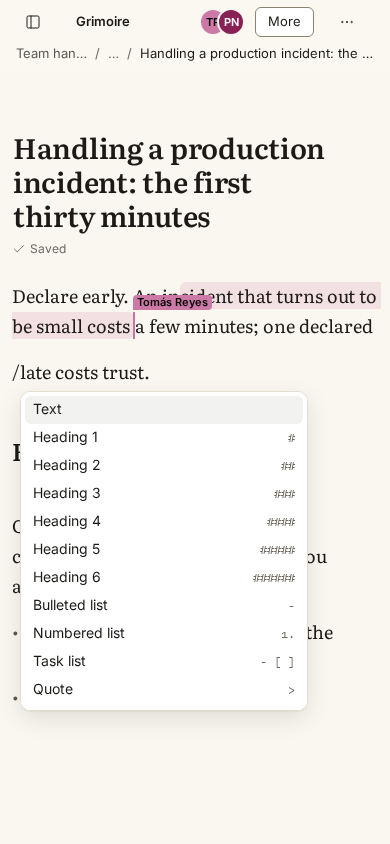 Grimoire
TR PN
More
Team han... / ... / Handling a production incident: the ...
Handling a production
incident: the first
thirty minutes
Saved
Declare early. An incident that turns out to
Tomás Reyes
be small costs a few minutes; one declared
/late costs trust.
Text
Heading 1 #
Heading 2 ##
Heading 3 ###
Heading 4 ####
Heading 5 #####
ou
Heading 6 ######
Bulleted list -
Numbered list 1.
the
Task list - [ ]
Quote >